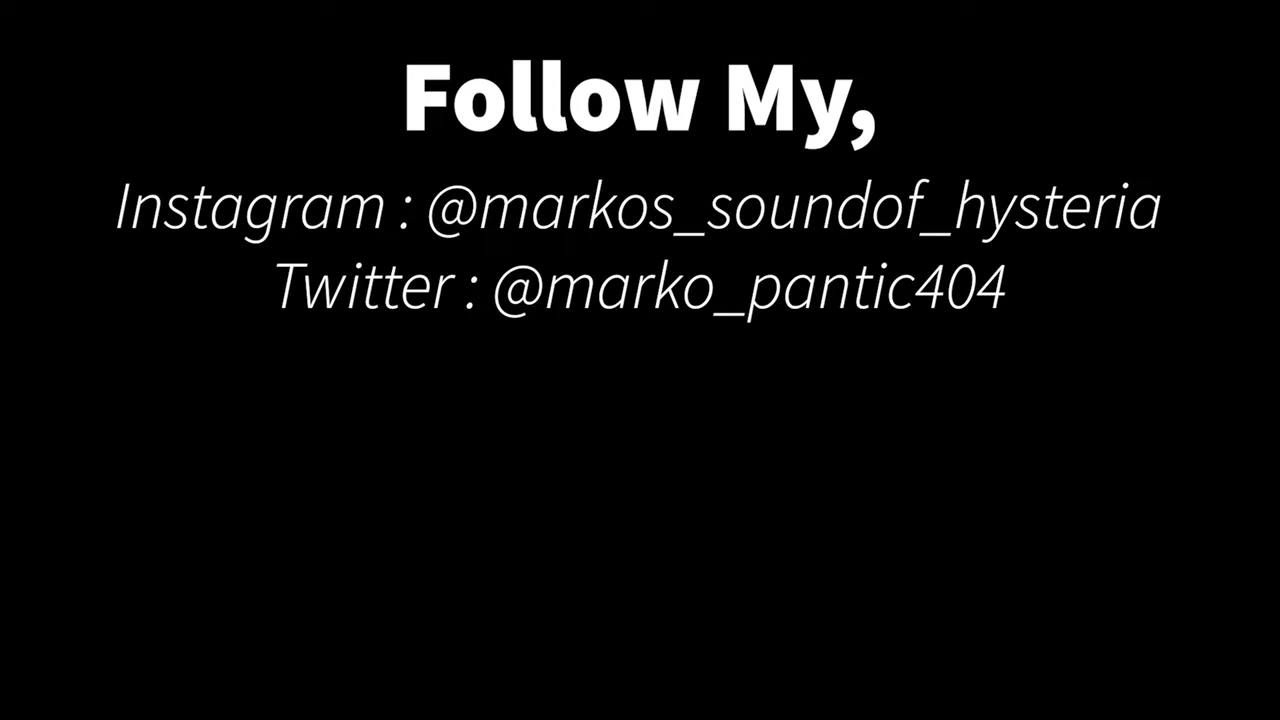 Follow My,
Instagram : @markos_soundof_hysteria
Twitter : @marko_pantic404